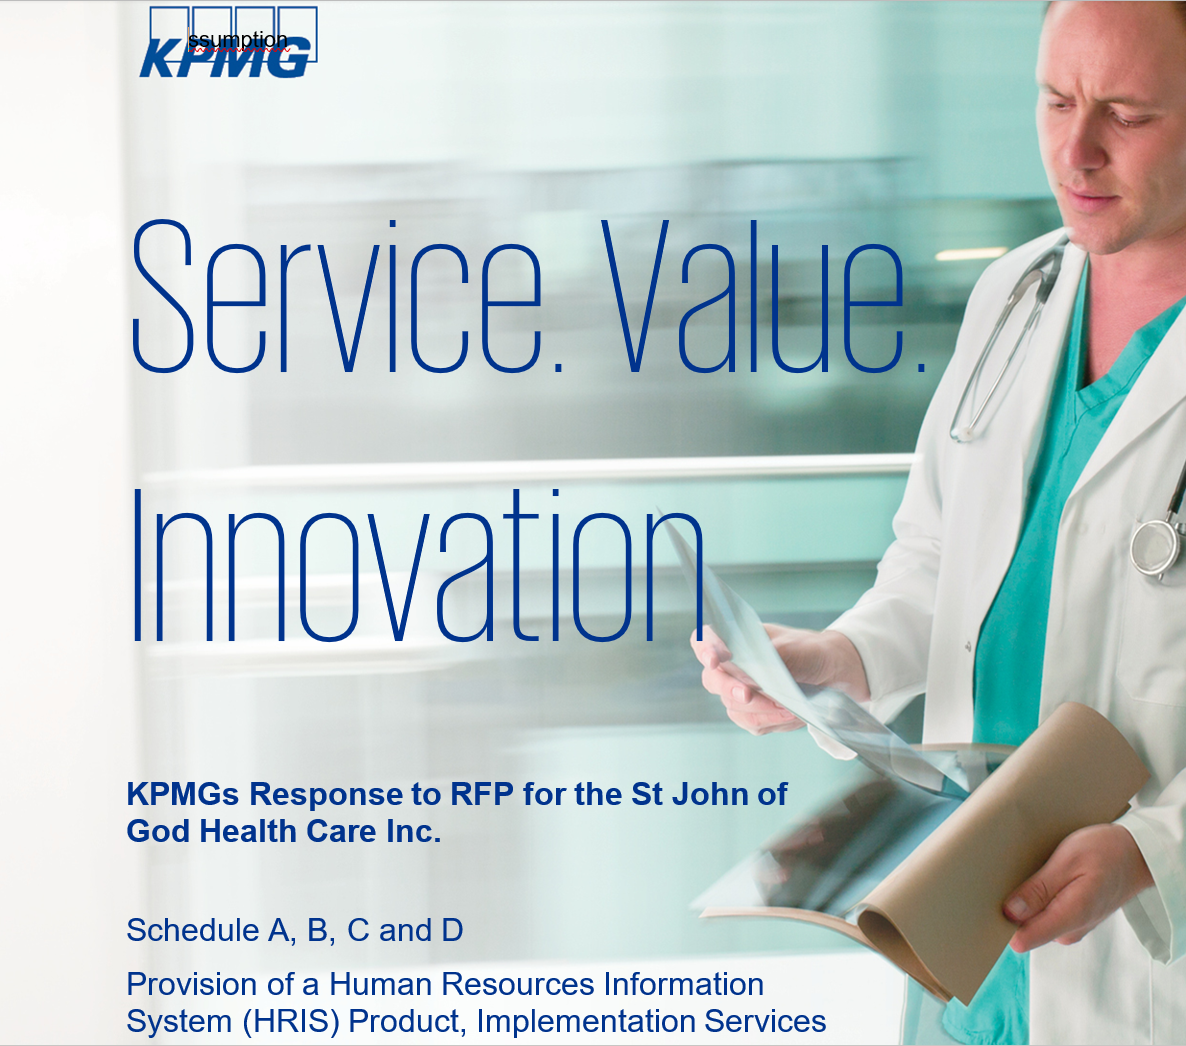 ssumption
KPMG
Service. Value.
Innovation
KPMGs Response to RFP for the St John of
God Health Care Inc.
Schedule A, B, C and D
Provision of a Human Resources Information
System (HRIS) Product, Implementation Services